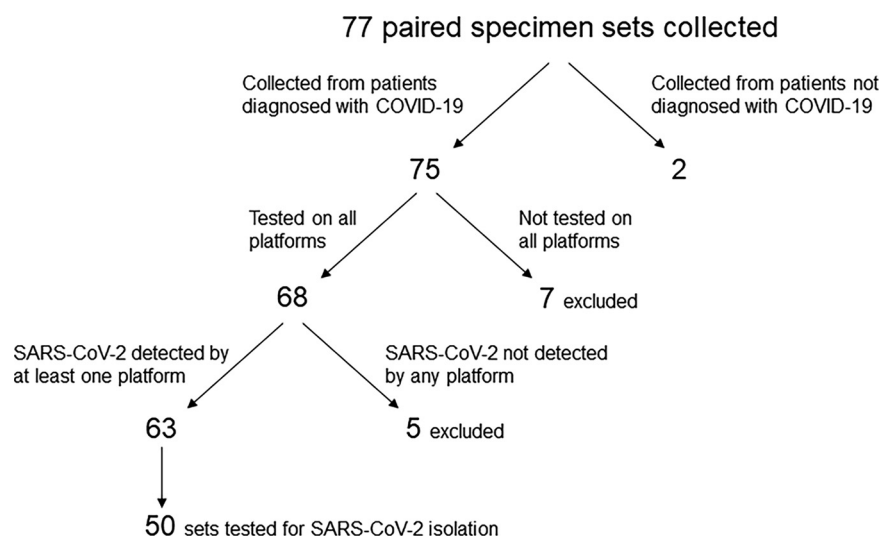 77 paired specimen sets collected
Collected from patients
diagnosed with COVID-19
Collected from patients not
diagnosed with COVID-19
75
2
Tested on all
platforms
Not tested on
all platforms
68
7 excluded
SARS-CoV-2 detected by
at least one platform
SARS-CoV-2 not detected
by any platform
63
5 excluded
50 sets tested for SARS-CoV-2 isolation